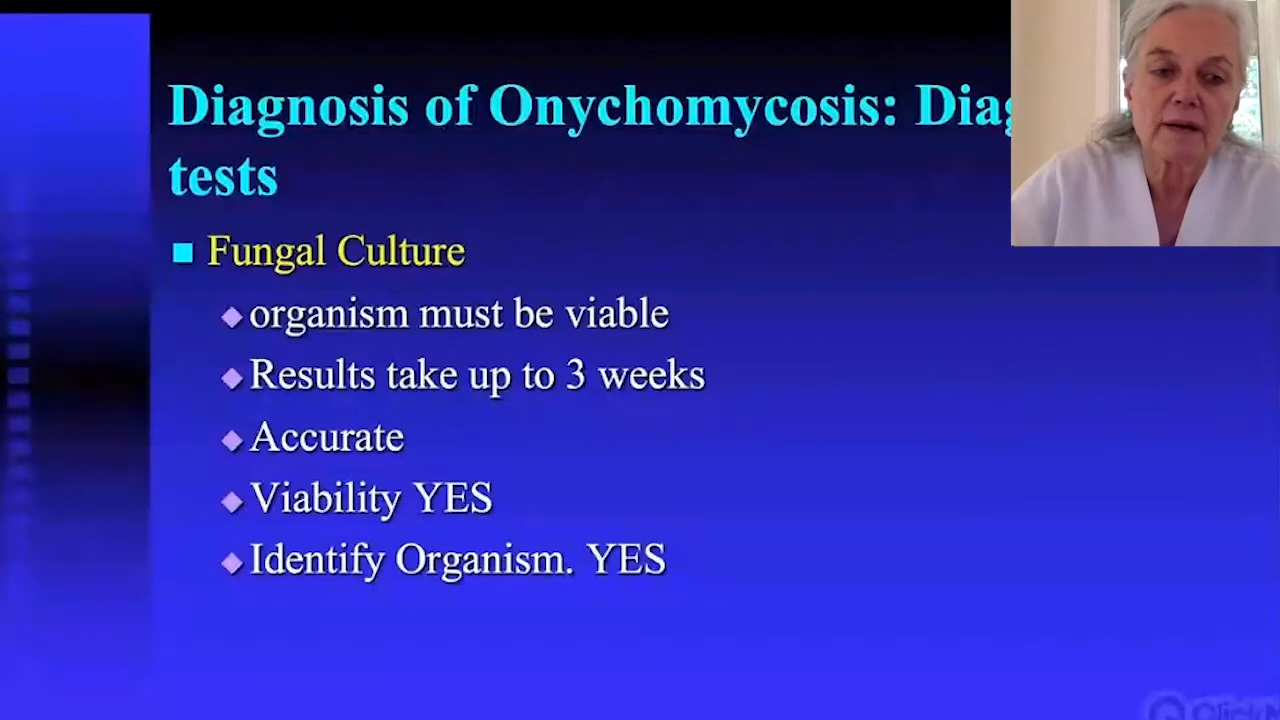 Diagnosis of Onychomycosis:
tests
Fungal Culture
organism must be viable
Results take up to 3 weeks
Accurate
Viability YES
Identify Organism. YES